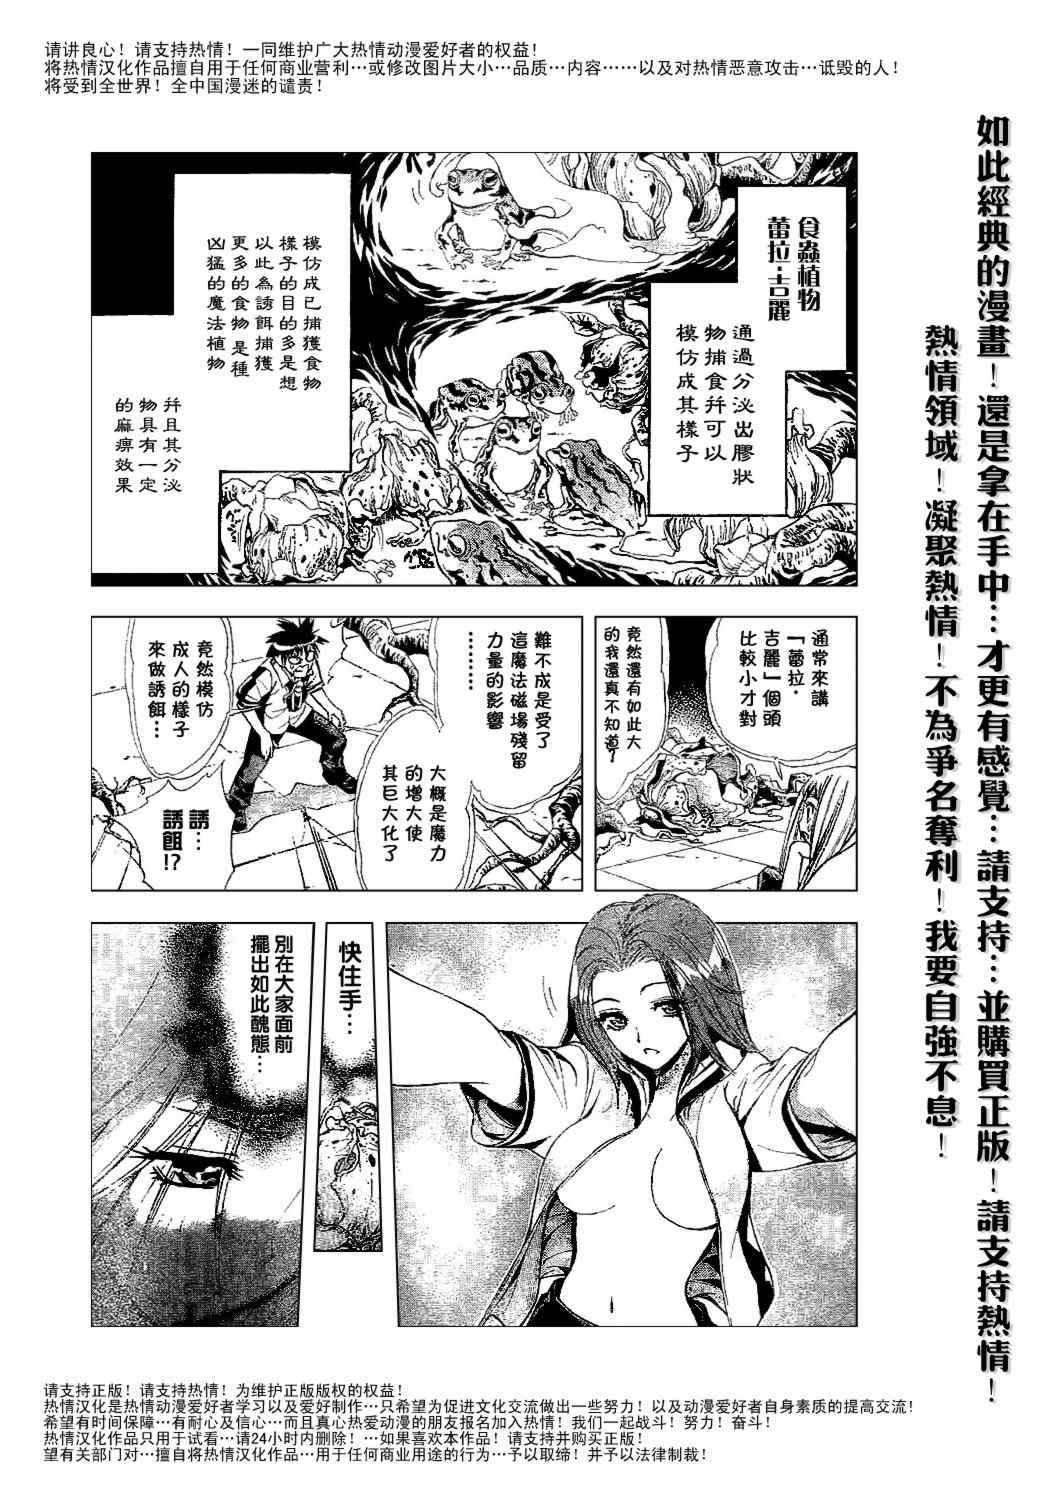 请讲良心！请支持热情！一同维护广大热情动漫爱好者的权益！
将热情汉化作品擅自用于任何商业营利…或修改图片大小…品质…内容……以及对热情恶意攻击…诋毁的人！
将受到全世界！全中国漫迷的谴责！
如此經典的漫畫！還是拿在手中…才更有感覺…請支持…並購買正版！請支持熱情！
熱情領域！凝聚熱情！不為爭名奪利！我要自強不息！
食蟲植物
蕾拉·吉麗
通過分泌出膠狀
物捕食并可以
模仿成其樣子
模仿成已捕獲食物
樣子的目的多是想
以此為誘餌捕獲
更多的食物是種
凶猛的魔法植物
并且其分泌
物具有一定
的麻痹效果
通常來講
「蕾拉·
吉麗」個頭
比較小才對
竟然還有如此大
的我還真不知道？
難不成是受了
這魔法磁場殘留
力量的影響
………
大概是魔力
的增大使
其巨大化了
竟然模仿
成人的樣子
來做誘餌…
誘…
誘餌!?
快住手…
別在大家面前
擺出如此醜態…
请支持正版！请支持热情！为维护正版版权的权益！
热情汉化是热情动漫爱好者学习以及爱好制作…只希望为促进文化交流做出一些努力！以及动漫爱好者自身素质的提高交流！
希望有时间保障…有耐心及信心…而且真心热爱动漫的朋友报名加入热情！我们一起战斗！努力！奋斗！
热情汉化作品只用于试看…请24小时内删除！…如果喜欢本作品！请支持并购买正版！
望有关部门对…擅自将热情汉化作品…用于任何商业用途的行为…予以取缔！并予以法律制裁！